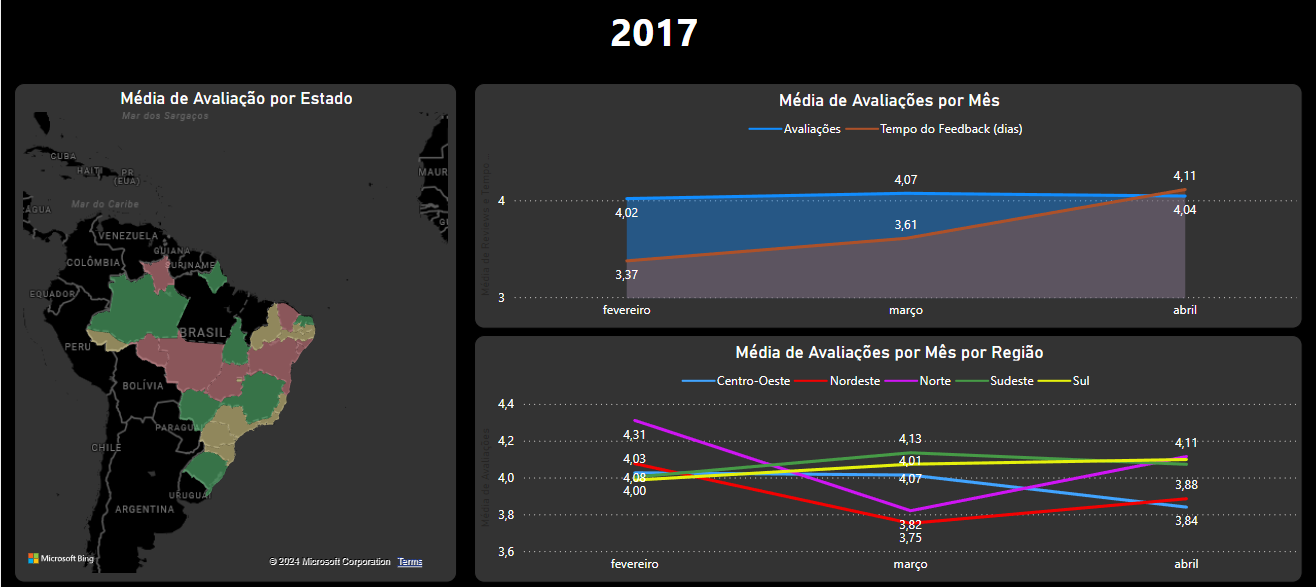 2017
Média de Avaliação por Estado
Mar dos Sargaços
CUBA
HAITI
PR
(EUA)
MAUR
Mar do Caribe
VENEZUELA
GUIANA
SURINAME
COLÔMBIA
EQUADOR
BRASIL
PERU
BOLÍVIA
PARAGUAI
CHILE
URUGUAI
ARGENTINA
Microsoft Bing
© 2024 Microsoft Corporation Terms
Média de Avaliações por Mês
Avaliações Tempo do Feedback (dias)
4
3
4,02
4,07
4,11
4,04
3,37
3,61
fevereiro março abril
Média de Avaliações por Mês por Região
Centro-Oeste Nordeste Norte Sudeste Sul
Média de Avaliações
4,4
4,2
4,0
3,8
3,6
4,31
4,03
4,08
4,00
4,13
4,01
4,07
3,82
3,75
4,11
3,88
3,84
fevereiro março abril